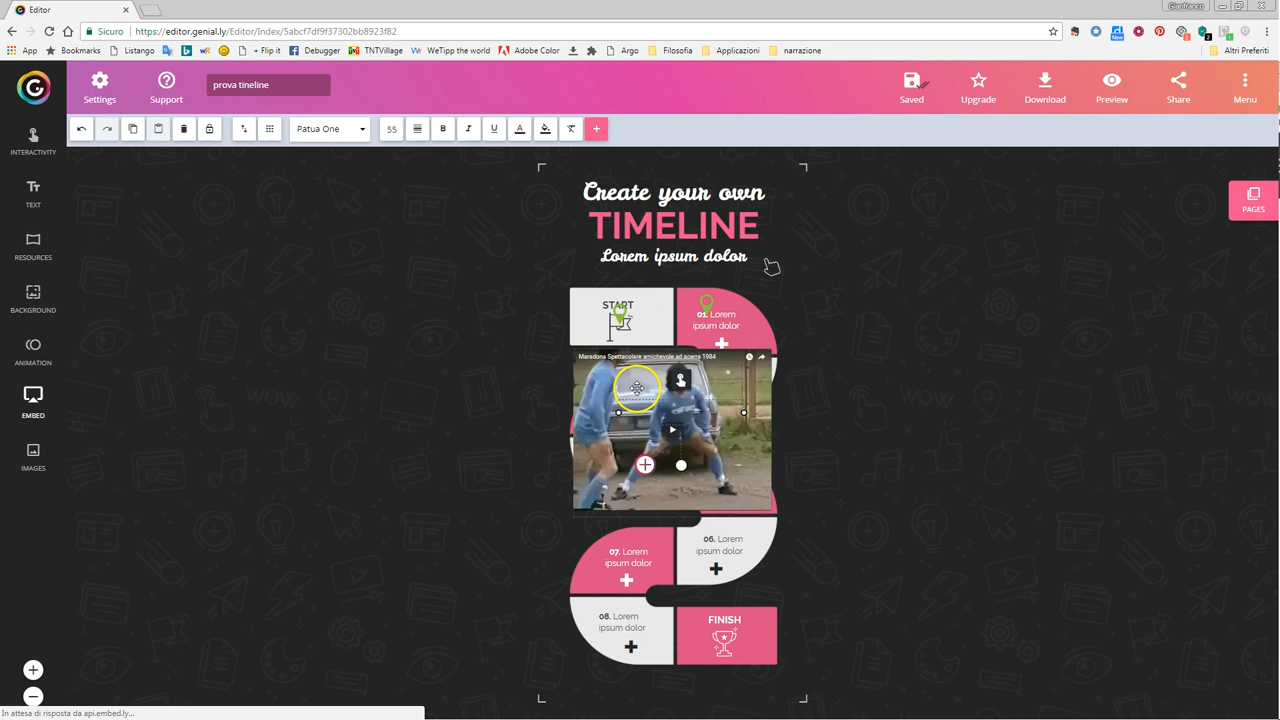 Editor
Gianfranco
Sicuro
https://editor.genial.ly/Editor/Index/5abcf7df9f37302bb8923f82
App
Bookmarks
Listango
Flip it
Debugger
TNTVillage
WeTipp the world
Adobe Color
Argo
Filosofia
Applicazioni
narrazione
Altri Preferiti
Settings
Support
prova tineline
Saved
Upgrade
Download
Preview
Share
Menu
Patua One
55
B
I
U
A
INTERACTIVITY
TEXT
RESOURCES
BACKGROUND
ANIMATION
EMBED
IMAGES
PAGES
Create your own
TIMELINE
Lorem ipsum dolor
START
01. Lorem
ipsum dolor
Maradona Spettacolare amichevole ad acerra 1984
06. Lorem
ipsum dolor
07. Lorem
ipsum dolor
08. Lorem
ipsum dolor
FINISH
In attesa di risposta da api.embed.ly...